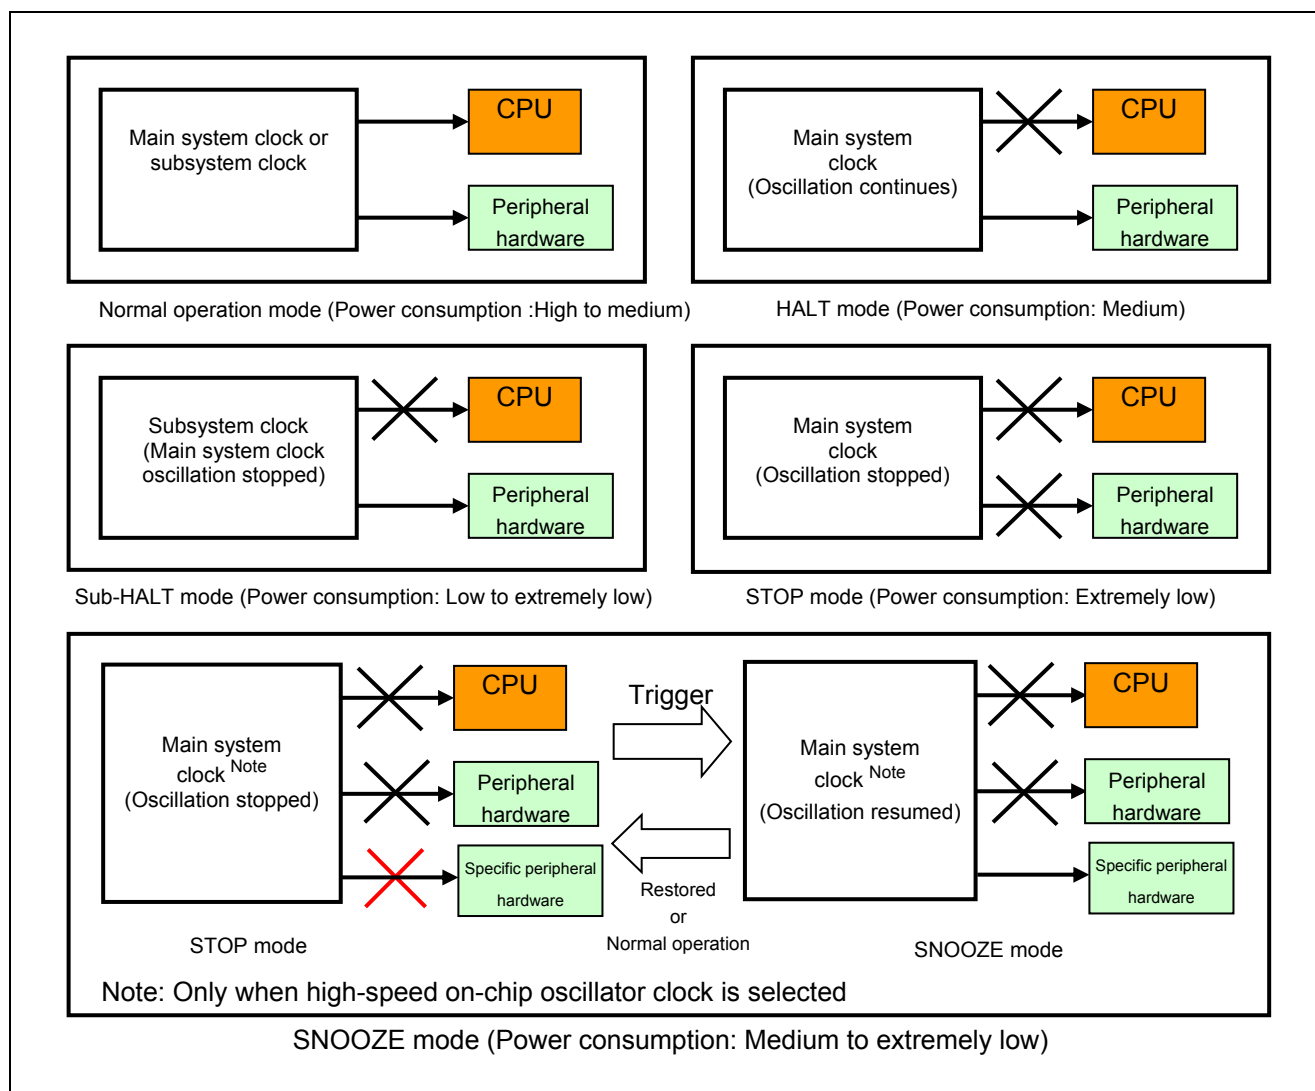 Main system clock or
subsystem clock
CPU
Peripheral
hardware
Normal operation mode (Power consumption :High to medium)
Main system
clock
(Oscillation continues)
CPU
Peripheral
hardware
HALT mode (Power consumption: Medium)
Subsystem clock
(Main system clock
oscillation stopped)
CPU
Peripheral
hardware
Sub-HALT mode (Power consumption: Low to extremely low)
Main system
clock
(Oscillation stopped)
CPU
Peripheral
hardware
STOP mode (Power consumption: Extremely low)
Main system
clock Note
(Oscillation stopped)
CPU
Peripheral
hardware
Specific peripheral
hardware
STOP mode
Trigger
Restored
or
Normal operation
Main system
clock Note
(Oscillation resumed)
CPU
Peripheral
hardware
Specific peripheral
hardware
SNOOZE mode
Note: Only when high-speed on-chip oscillator clock is selected
SNOOZE mode (Power consumption: Medium to extremely low)